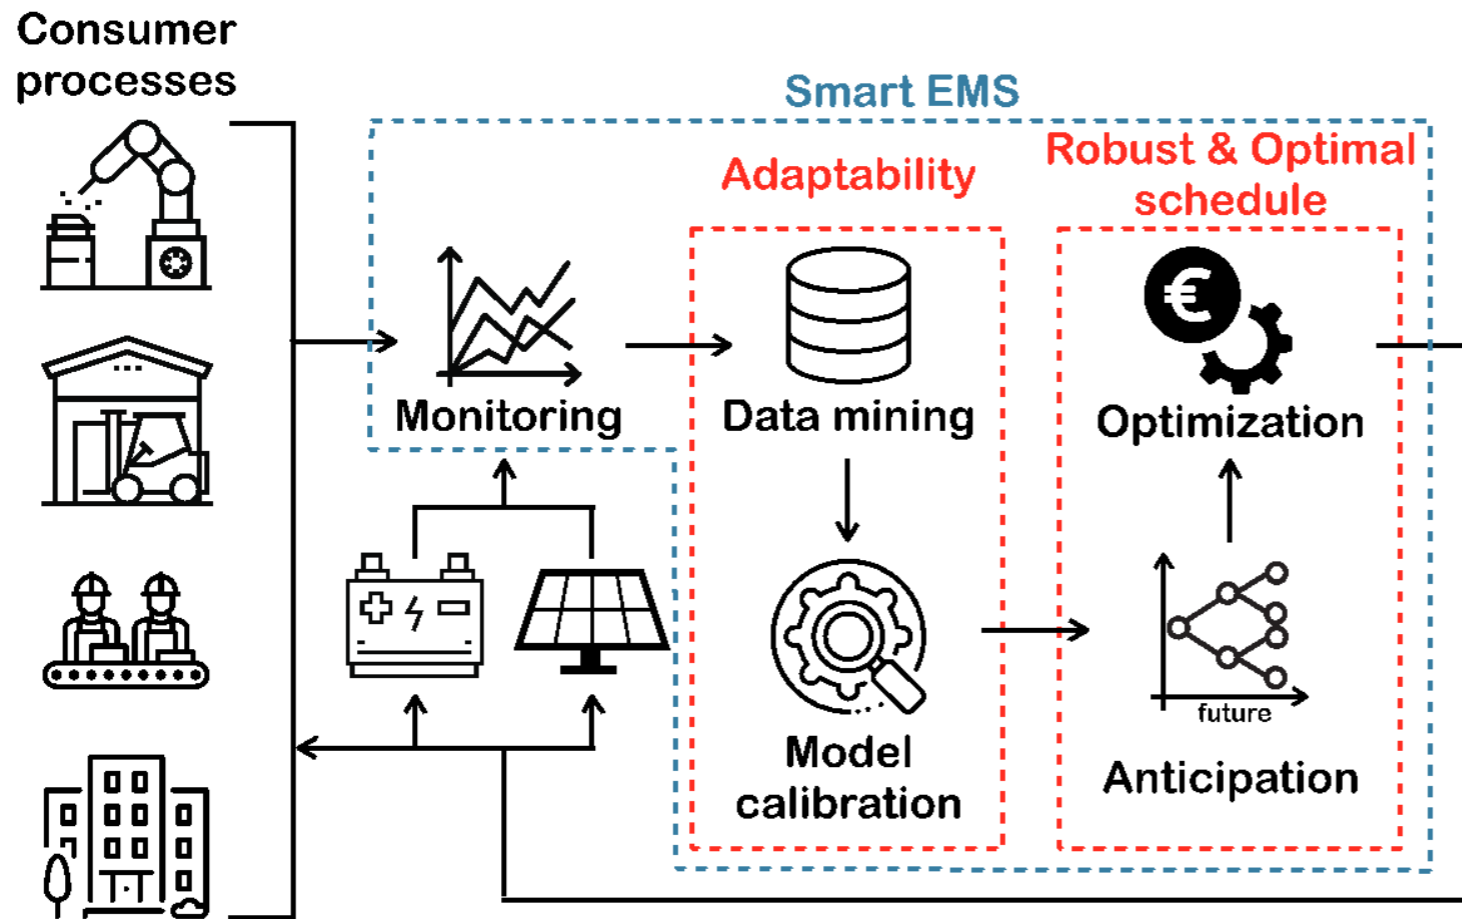 Consumer
processes
Smart EMS
Adaptability
Robust & Optimal
schedule
Monitoring
Data mining
€
Optimization
Model
calibration
future
Anticipation